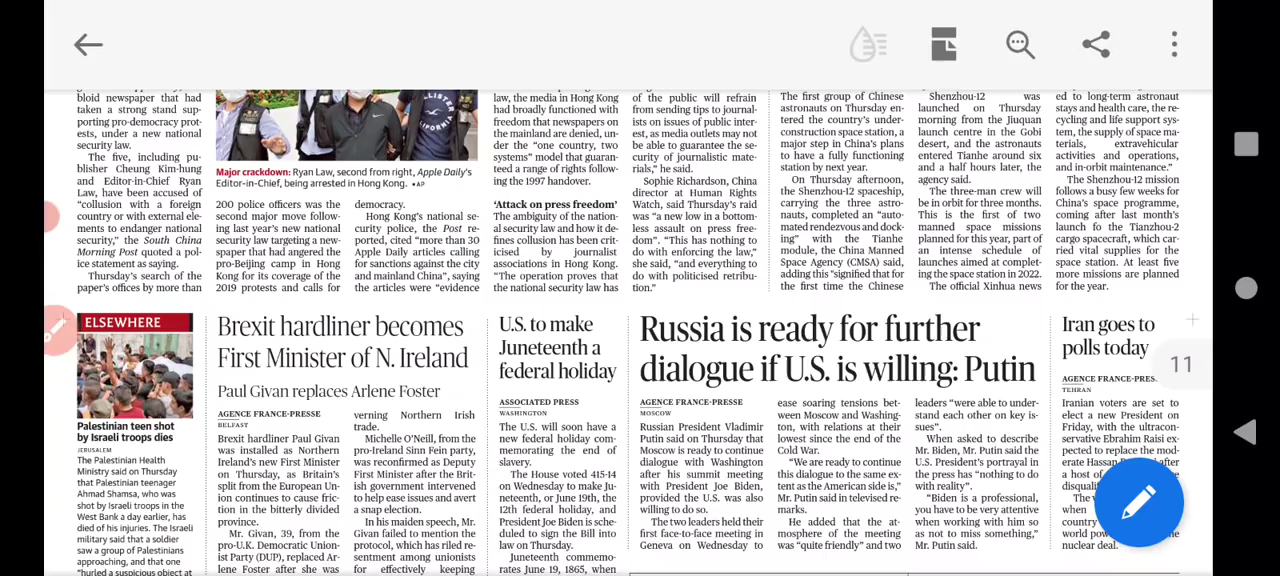 bloid newspaper that had
taken a strong stand sup-
porting pro-democracy prot-
ests, under a new national
security law.
The five, including pu-
blisher Cheung Kim-hung
and Editor-in-Chief Ryan
Law, have been accused of
“collusion with a foreign
country or with external ele-
ments to endanger national
security,” the South China
Morning Post quoted a pol-
ice statement as saying.
Thursday’s search of the
paper’s offices by more than
Major crackdown: Ryan Law, second from right, Apple Daily’s
Editor-in-Chief, being arrested in Hong Kong. •AP
200 police officers was the
second major move follow-
ing last year’s new national
security law targeting a new-
spaper that had angered the
pro-Beijing camp in Hong
Kong for its coverage of the
2019 protests and calls for
democracy.
Hong Kong’s national se-
curity police, the Post re-
ported, cited “more than 30
Apple Daily articles calling
for sanctions against the city
and mainland China”, saying
the articles were “evidence
law, the media in Hong Kong
had broadly functioned with
freedom that newspapers on
the mainland are denied, un-
der the “one country, two
systems” model that guaran-
teed a range of rights follow-
ing the 1997 handover.
‘Attack on press freedom’
The ambiguity of the nation-
al security law and how it de-
fines collusion has been crit-
icised by journalist
associations in Hong Kong.
“The operation proves that
the national security law has
of the public will refrain
from sending tips to journal-
ists on issues of public inter-
est, as media outlets may not
be able to guarantee the se-
curity of journalistic mate-
rials,” he said.
Sophie Richardson, China
director at Human Rights
Watch, said Thursday’s raid
was “a new low in a bottom-
less assault on press free-
dom”. “This has nothing to
do with enforcing the law,”
she said, “and everything to
do with politicised retribu-
tion.”
The first group of Chinese
astronauts on Thursday en-
tered the country’s under-
construction space station, a
major step in China’s plans
to have a fully functioning
station by next year.
On Thursday afternoon,
the Shenzhou-12 spaceship,
carrying the three astro-
nauts, completed an “auto-
mated rendezvous and dock-
ing” with the Tianhe
module, the China Manned
Space Agency (CMSA) said,
adding this “signified that for
the first time the Chinese
Shenzhou-12 was
launched on Thursday
morning from the Jiuquan
launch centre in the Gobi
desert, and the astronauts
entered Tianhe around six
and a half hours later, the
agency said.
The three-man crew will
be in orbit for three months.
This is the first of two
manned space missions
planned for this year, part of
an intense schedule of
launches aimed at complet-
ing the space station in 2022.
The official Xinhua news
ed to long-term astronaut
stays and health care, the re-
cycling and life support sys-
tem, the supply of space ma-
terials, extravehicular
activities and operations,
and in-orbit maintenance.”
The Shenzhou-12 mission
follows a busy few weeks for
China’s space programme,
coming after last month’s
launch fo the Tianzhou-2
cargo spacecraft, which car-
ried vital supplies for the
space station. At least five
more missions are planned
for the year.
ELSEWHERE
Palestinian teen shot
by Israeli troops dies
JERUSALEM
The Palestinian Health
Ministry said on Thursday
that Palestinian teenager
Ahmad Shamsa, who was
shot by Israeli troops in the
West Bank a day earlier, has
died of his injuries. The Israeli
military said that a soldier
saw a group of Palestinians
approaching, and that one
“hurled a suspicious object at
Brexit hardliner becomes
First Minister of N. Ireland
Paul Givan replaces Arlene Foster
AGENCE FRANCE-PRESSE
BELFAST
Brexit hardliner Paul Givan
was installed as Northern
Ireland’s new First Minister
on Thursday, as Britain’s
split from the European Un-
ion continues to cause fric-
tion in the bitterly divided
province.
Mr. Givan, 39, from the
pro-U.K. Democratic Union-
ist Party (DUP), replaced Ar-
lene Foster after she was
verning Northern Irish
trade.
Michelle O’Neill, from the
pro-Ireland Sinn Fein party,
was reconfirmed as Deputy
First Minister after the Brit-
ish government intervened
to help ease issues and avert
a snap election.
In his maiden speech, Mr.
Givan failed to mention the
protocol, which has riled re-
sentment among unionists
for effectively keeping
U.S. to make
Juneteenth a
federal holiday
ASSOCIATED PRESS
WASHINGTON
The U.S. will soon have a
new federal holiday com-
memorating the end of
slavery.
The House voted 415-14
on Wednesday to make Ju-
neteenth, or June 19th, the
12th federal holiday, and
President Joe Biden is sche-
duled to sign the Bill into
law on Thursday.
Juneteenth commemo-
rates June 19, 1865, when
Russia is ready for further
dialogue if U.S. is willing: Putin
AGENCE FRANCE-PRESSE
MOSCOW
Russian President Vladimir
Putin said on Thursday that
Moscow is ready to continue
dialogue with Washington
after his summit meeting
with President Joe Biden,
provided the U.S. was also
willing to do so.
The two leaders held their
first face-to-face meeting in
Geneva on Wednesday to
ease soaring tensions bet-
ween Moscow and Washing-
ton, with relations at their
lowest since the end of the
Cold War.
“We are ready to continue
this dialogue to the same ex-
tent as the American side is,”
Mr. Putin said in televised re-
marks.
He added that the at-
mosphere of the meeting
was “quite friendly” and two
leaders “were able to under-
stand each other on key is-
sues”.
When asked to describe
Mr. Biden, Mr. Putin said the
U.S. President’s portrayal in
the press has “nothing to do
with reality”.
“Biden is a professional,
you have to be very attentive
when working with him so
as not to miss something,”
Mr. Putin said.
Iran goes to
polls today
11
AGENCE FRANCE-PRES
TEHRAN
Iranian voters are set to
elect a new President on
Friday, with the ultracon-
servative Ebrahim Raisi ex-
pected to replace the mod-
erate Hassan after
a host of
disquali
when
country
world pow
nuclear deal.